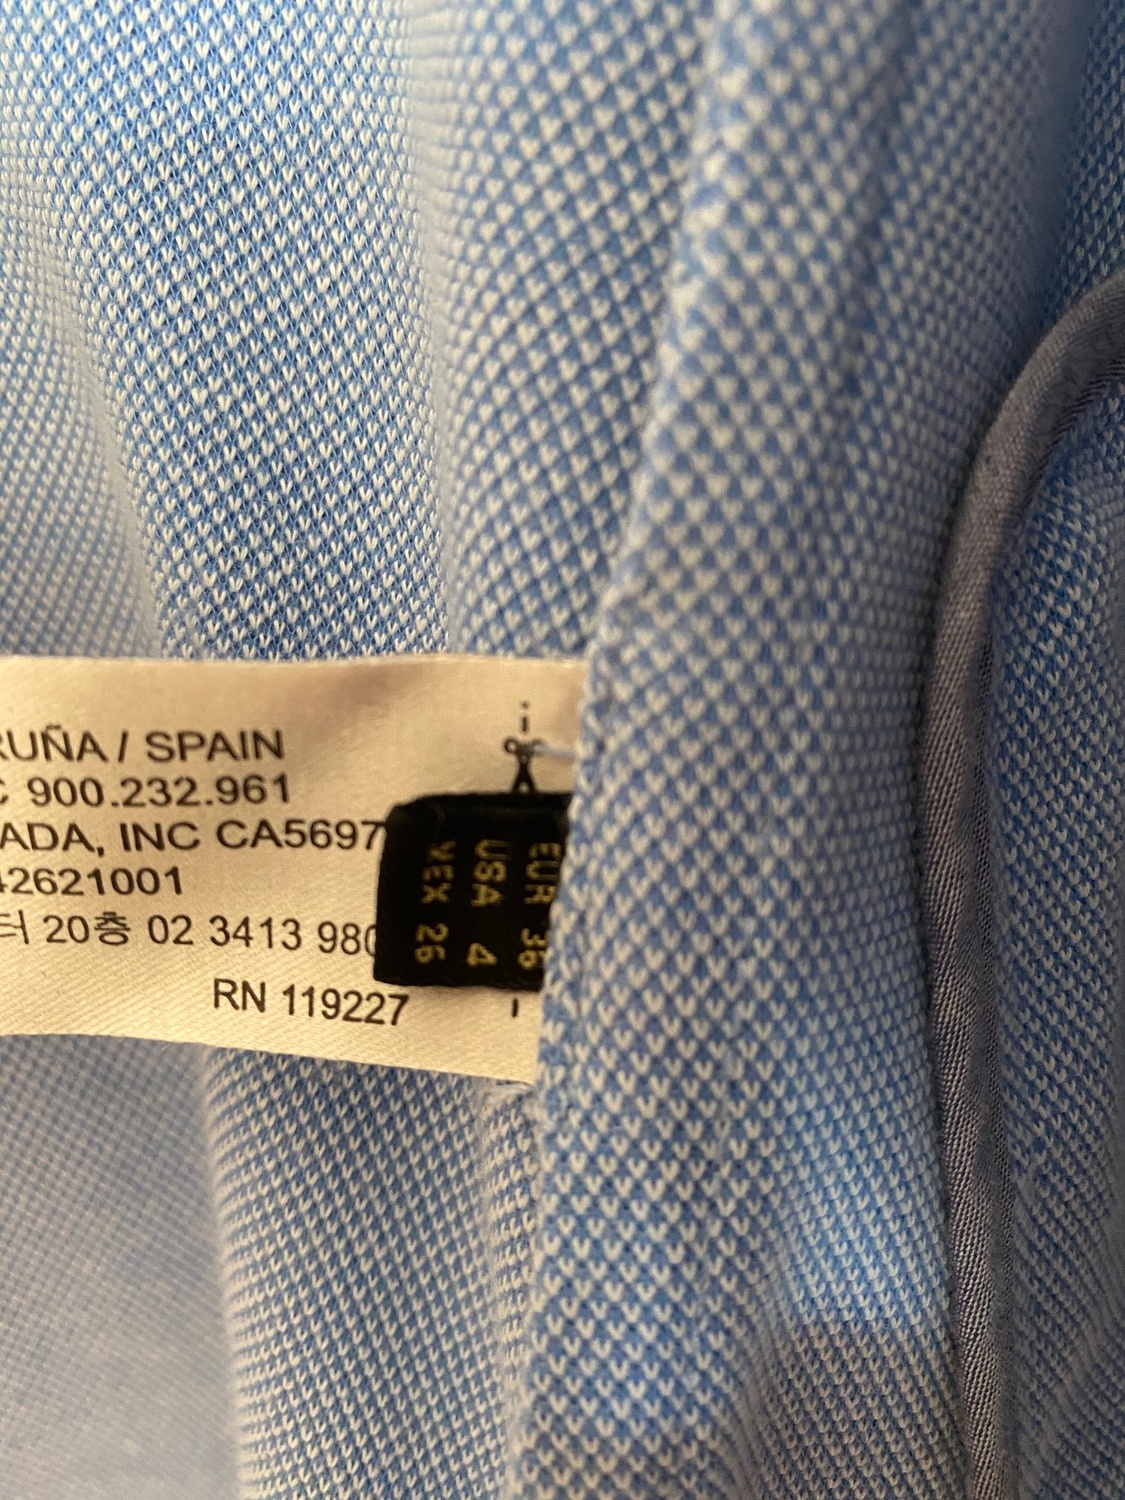 RUÑA / SPAIN
C 900.232.961
ADA, INC CA5697
42621001
터 20층 02 3413 980
RN 119227
EUR 36
USA 4
MEX 26